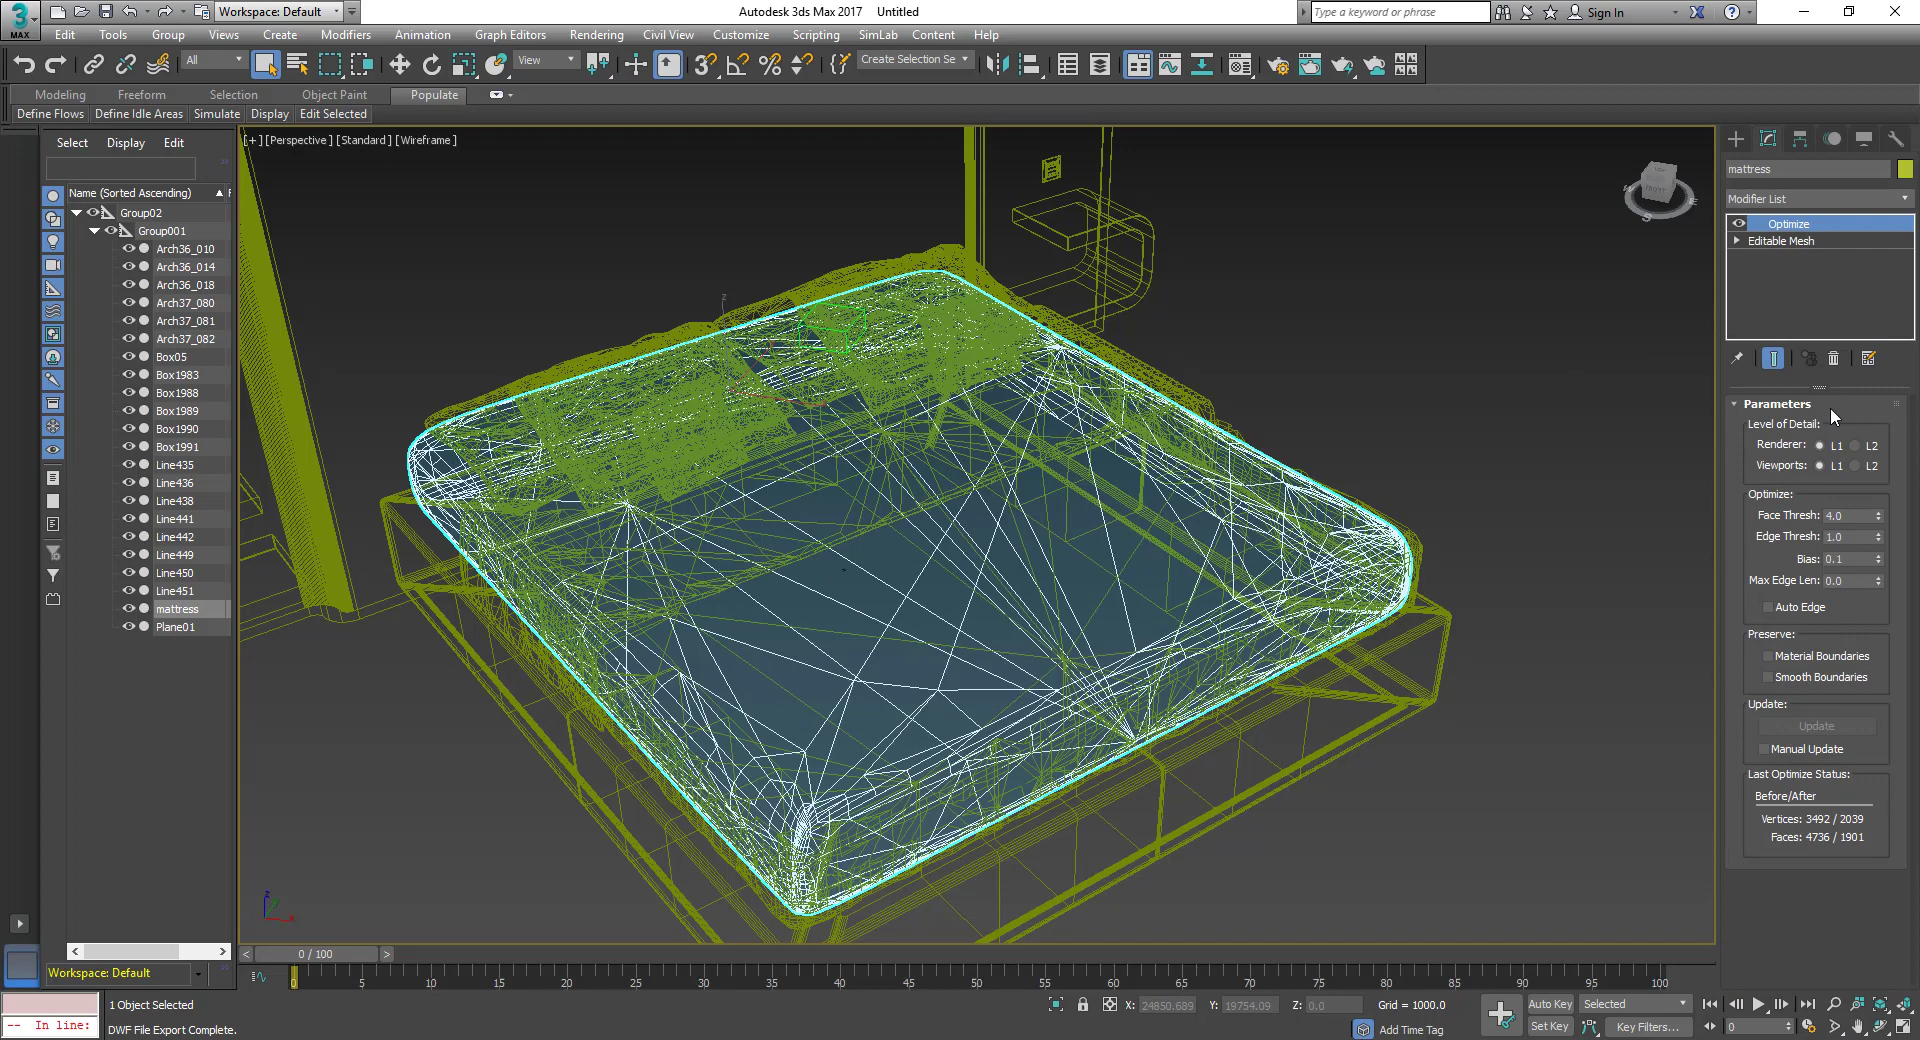 Workspace: Default
Autodesk 3ds Max 2017    Untitled
Type a keyword or phrase
Sign In
MAX
Edit Tools Group Views Create Modifiers Animation Graph Editors Rendering Civil View Customize Scripting SimLab Content Help
All
View
Create Selection Se
Modeling Freeform Selection Object Paint Populate
Define Flows Define Idle Areas Simulate Display Edit Selected
Select Display Edit
Name (Sorted Ascending)
Group02
Group001
Arch36_010
Arch36_014
Arch36_018
Arch37_080
Arch37_081
Arch37_082
Box05
Box1983
Box1988
Box1989
Box1990
Box1991
Line435
Line436
Line438
Line441
Line442
Line449
Line450
Line451
mattress
Plane01
[+] [Perspective] [Standard] [Wireframe]
mattress
Modifier List
Optimize
Editable Mesh
Parameters
Level of Detail:
Renderer: L1 L2
Viewports: L1 L2
Optimize:
Face Thresh: 4.0
Edge Thresh: 1.0
Bias: 0.1
Max Edge Len: 0.0
Auto Edge
Preserve:
Material Boundaries
Smooth Boundaries
Update:
Update
Manual Update
Last Optimize Status:
Before/After
Vertices: 3492 / 2039
Faces: 4736 / 1901
0 / 100
Workspace: Default
0 5 10 15 20 25 30 35 40 45 50 55 60 65 70 75 80 85 90 95 100
1 Object Selected
X: 24850.689 Y: 19754.09 Z: 0.0 Grid = 1000.0
Auto Key Selected
-- In line:
DWF File Export Complete.
Add Time Tag
Set Key Key Filters...
0